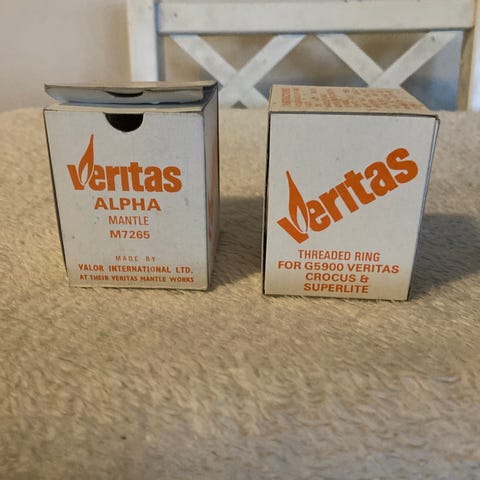 Veritas
ALPHA
MANTLE
M7265
MADE BY
VALOR INTERNATIONAL LTD.
AT THEIR VERITAS MANTLE WORKS
Veritas
THREADED RING
FOR G5900 VERITAS
CROCUS &
SUPERLITE